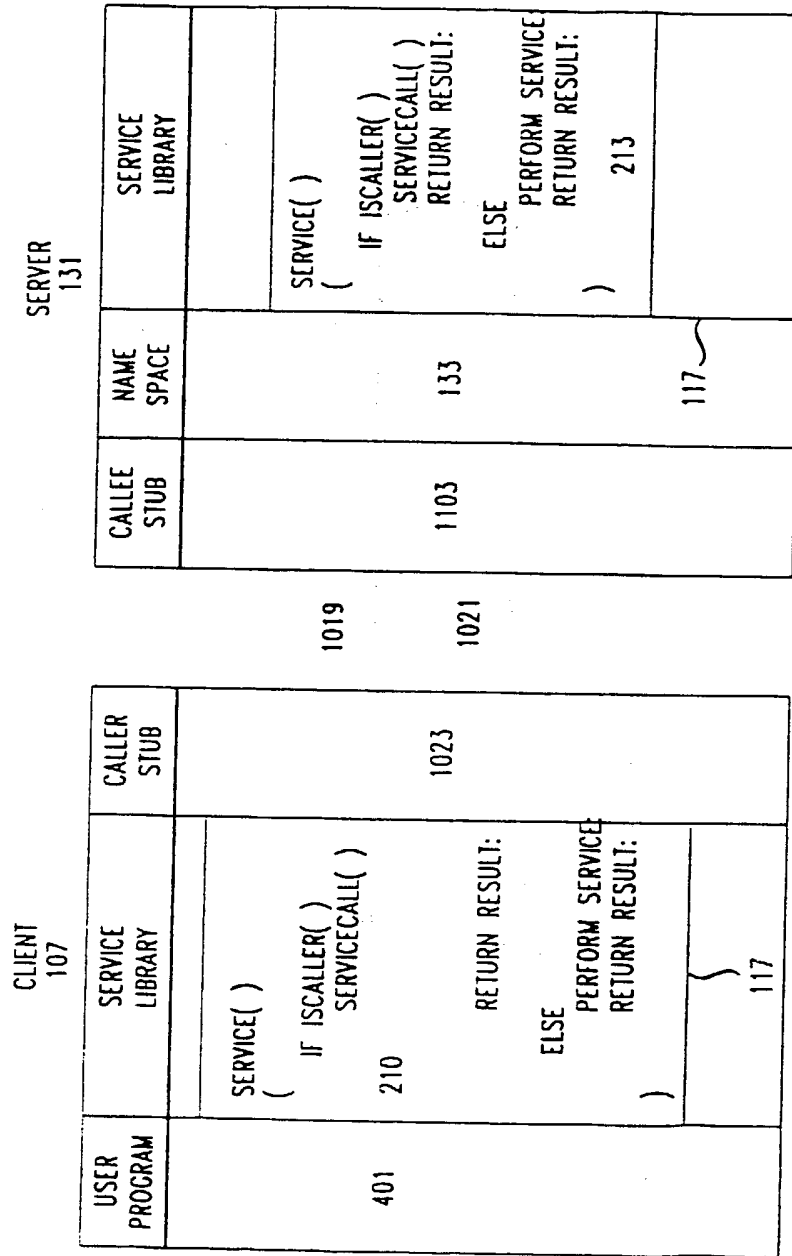 CLIENT
107
USER
PROGRAM
SERVICE
LIBRARY
CALLER
STUB
401
SERVICE( )
(
IF ISCALLER( )
SERVICECALL( )
210
RETURN RESULT:
ELSE
PERFORM SERVICE:
RETURN RESULT:
)
117
1023
1019
1021
SERVER
131
CALLEE
STUB
NAME
SPACE
SERVICE
LIBRARY
1103
133
117
SERVICE( )
(
IF ISCALLER( )
SERVICECALL( )
RETURN RESULT:
ELSE
PERFORM SERVICE:
RETURN RESULT:
)
213